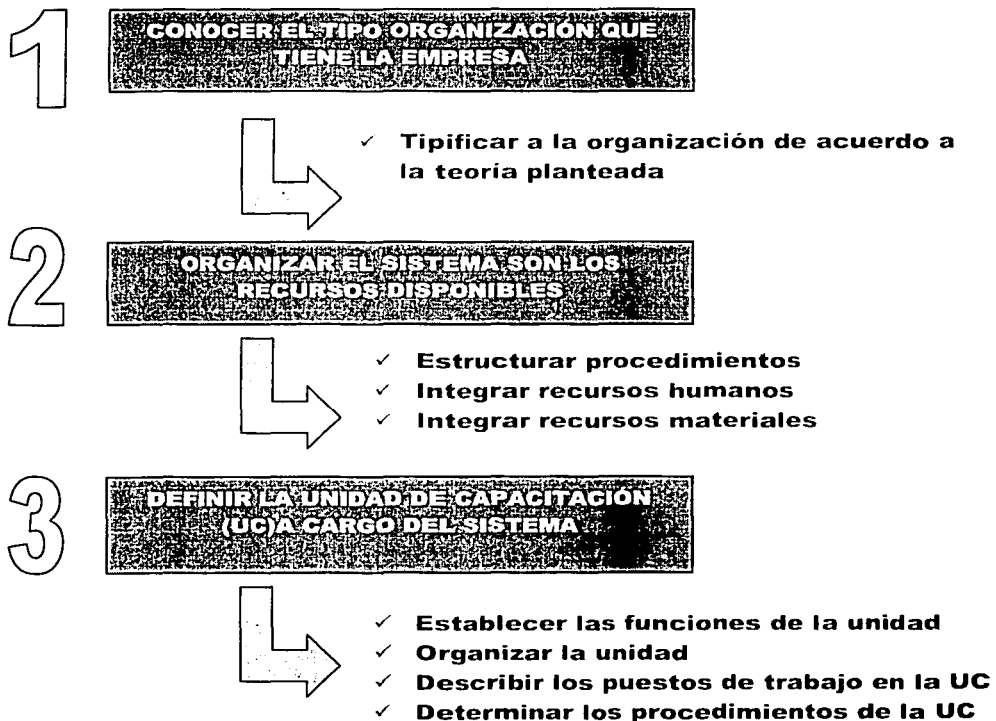 1
CONOCER EL TIPO ORGANIZACIÓN QUE
TIENE LA EMPRESA
✓ Tipificar a la organización de acuerdo a
la teoría planteada
2
ORGANIZAR EL SISTEMA SON LOS
RECURSOS DISPONIBLES
✓ Estructurar procedimientos
✓ Integrar recursos humanos
✓ Integrar recursos materiales
3
DEFINIR LA UNIDAD DE CAPACITACIÓN
(UC)A CARGO DEL SISTEMA
✓ Establecer las funciones de la unidad
✓ Organizar la unidad
✓ Describir los puestos de trabajo en la UC
✓ Determinar los procedimientos de la UC